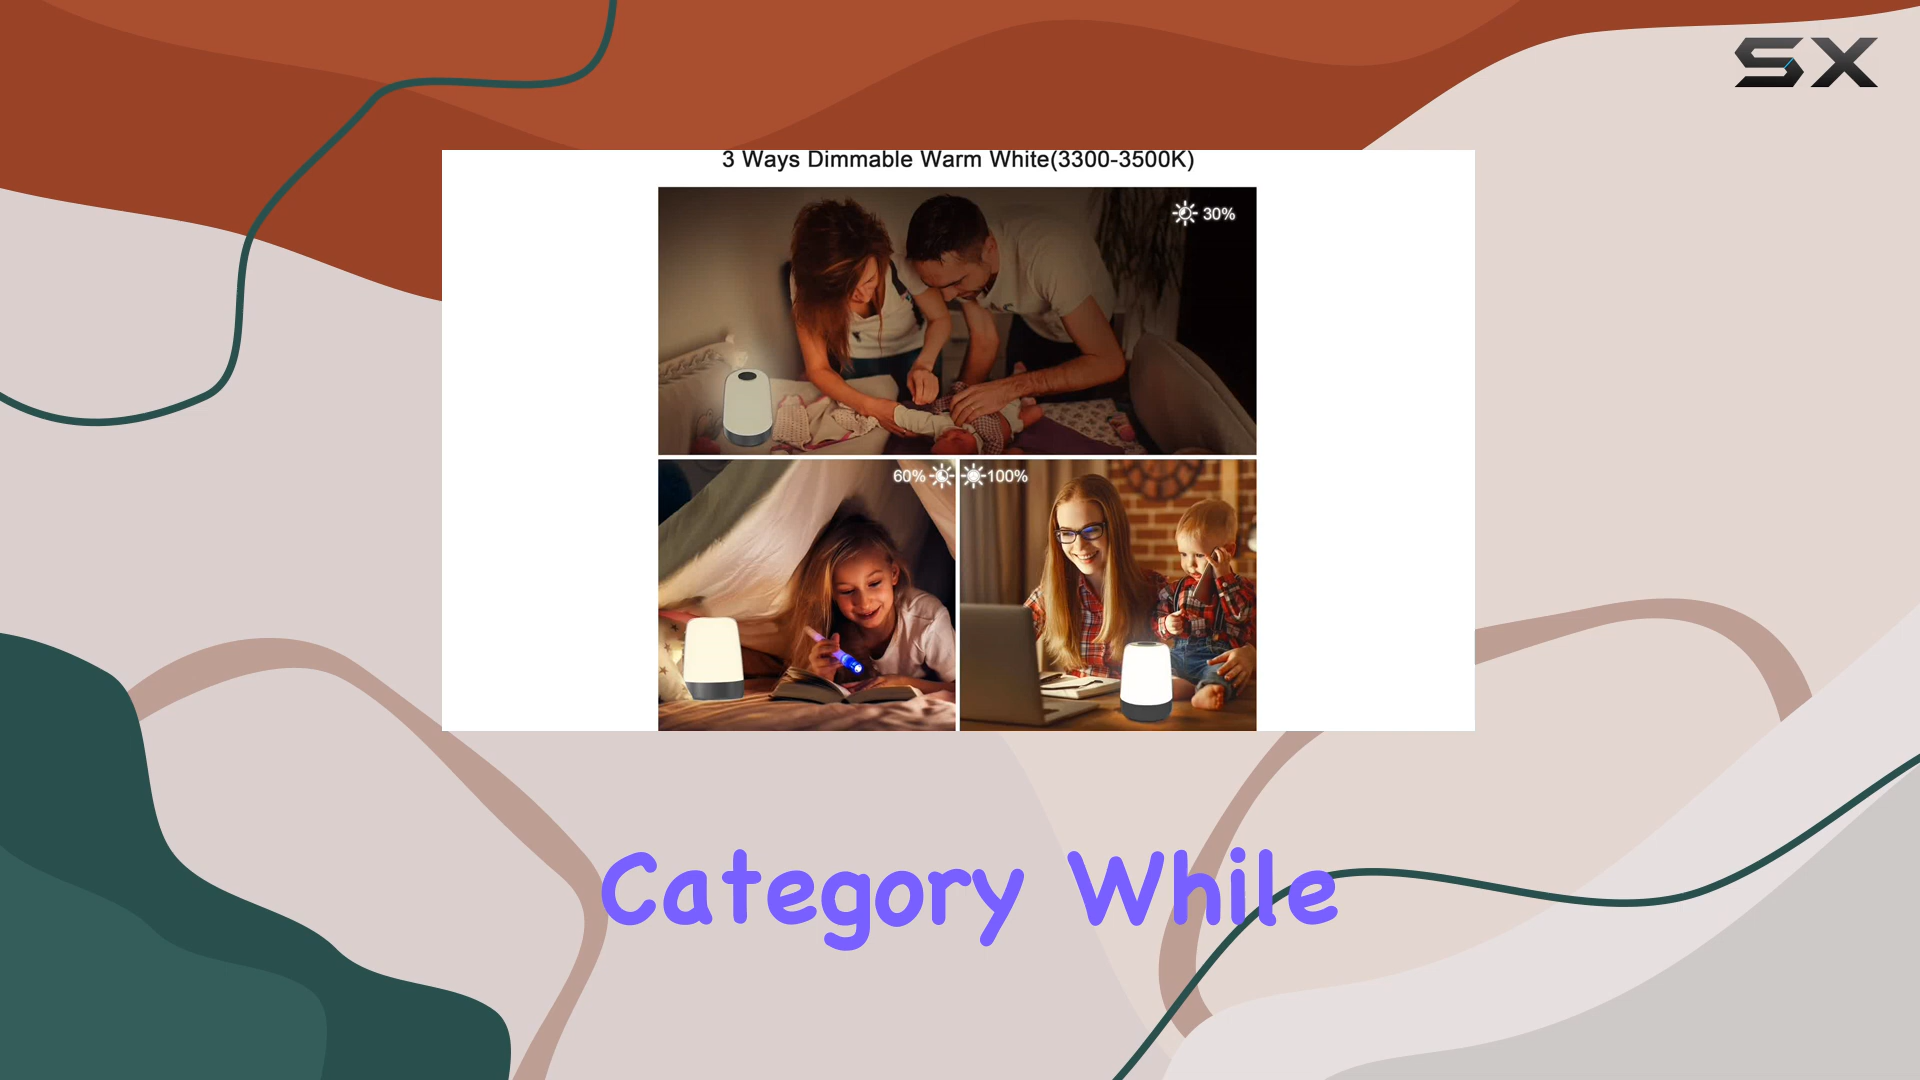 SX
3 Ways Dimmable Warm White(3300-3500K)
30%
60%
100%
Category While